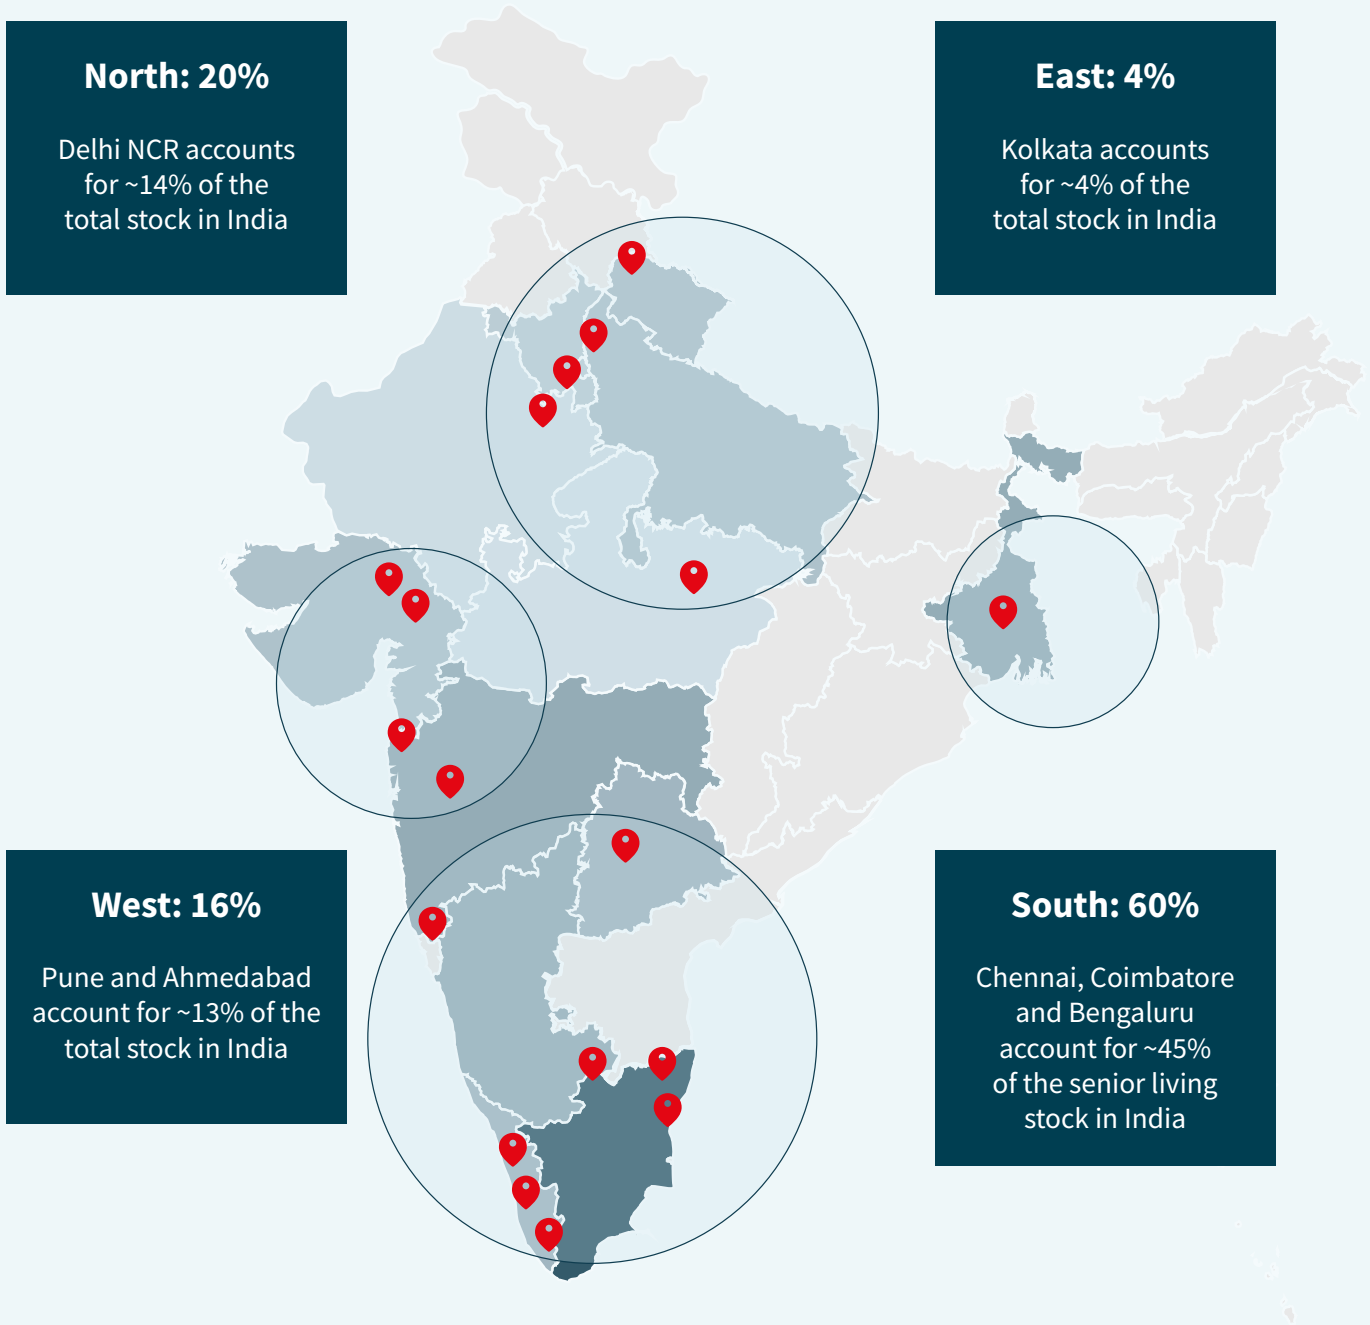 North: 20%
Delhi NCR accounts
for ~14% of the
total stock in India
East: 4%
Kolkata accounts
for ~4% of the
total stock in India
West: 16%
Pune and Ahmedabad
account for ~13% of the
total stock in India
South: 60%
Chennai, Coimbatore
and Bengaluru
account for ~45%
of the senior living
stock in India